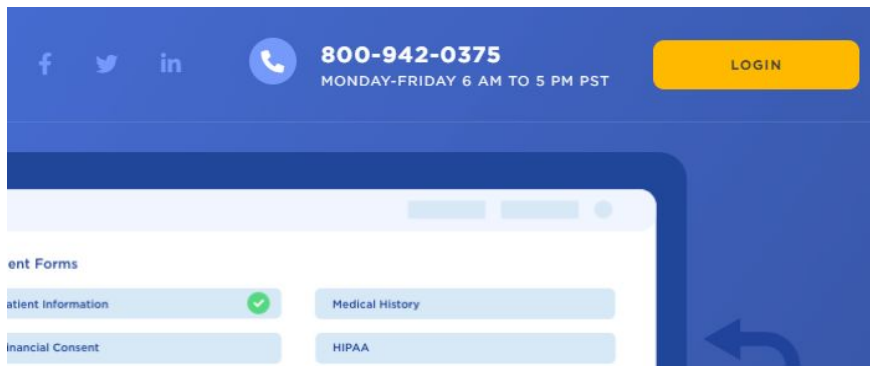 800-942-0375
MONDAY-FRIDAY 6 AM TO 5 PM PST
LOGIN
ent Forms
atient Information
Medical History
inancial Consent
HIPAA